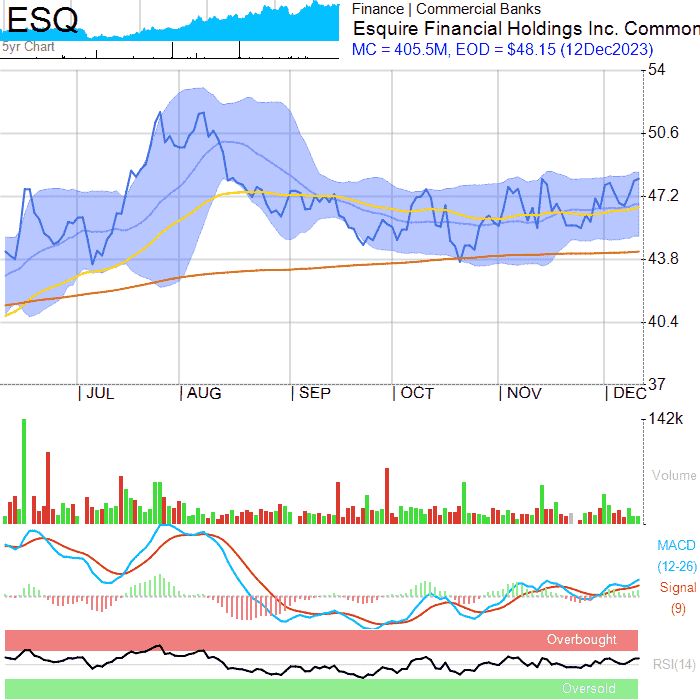 ESQ
5yr Chart
Finance | Commercial Banks
Esquire Financial Holdings Inc. Common
MC = 405.5M, EOD = $48.15 (12Dec2023)
54
50.6
47.2
43.8
40.4
37
JUL
AUG
SEP
OCT
NOV
DEC
142k
Volume
MACD
(12-26)
Signal
(9)
Overbought
RSI(14)
Oversold